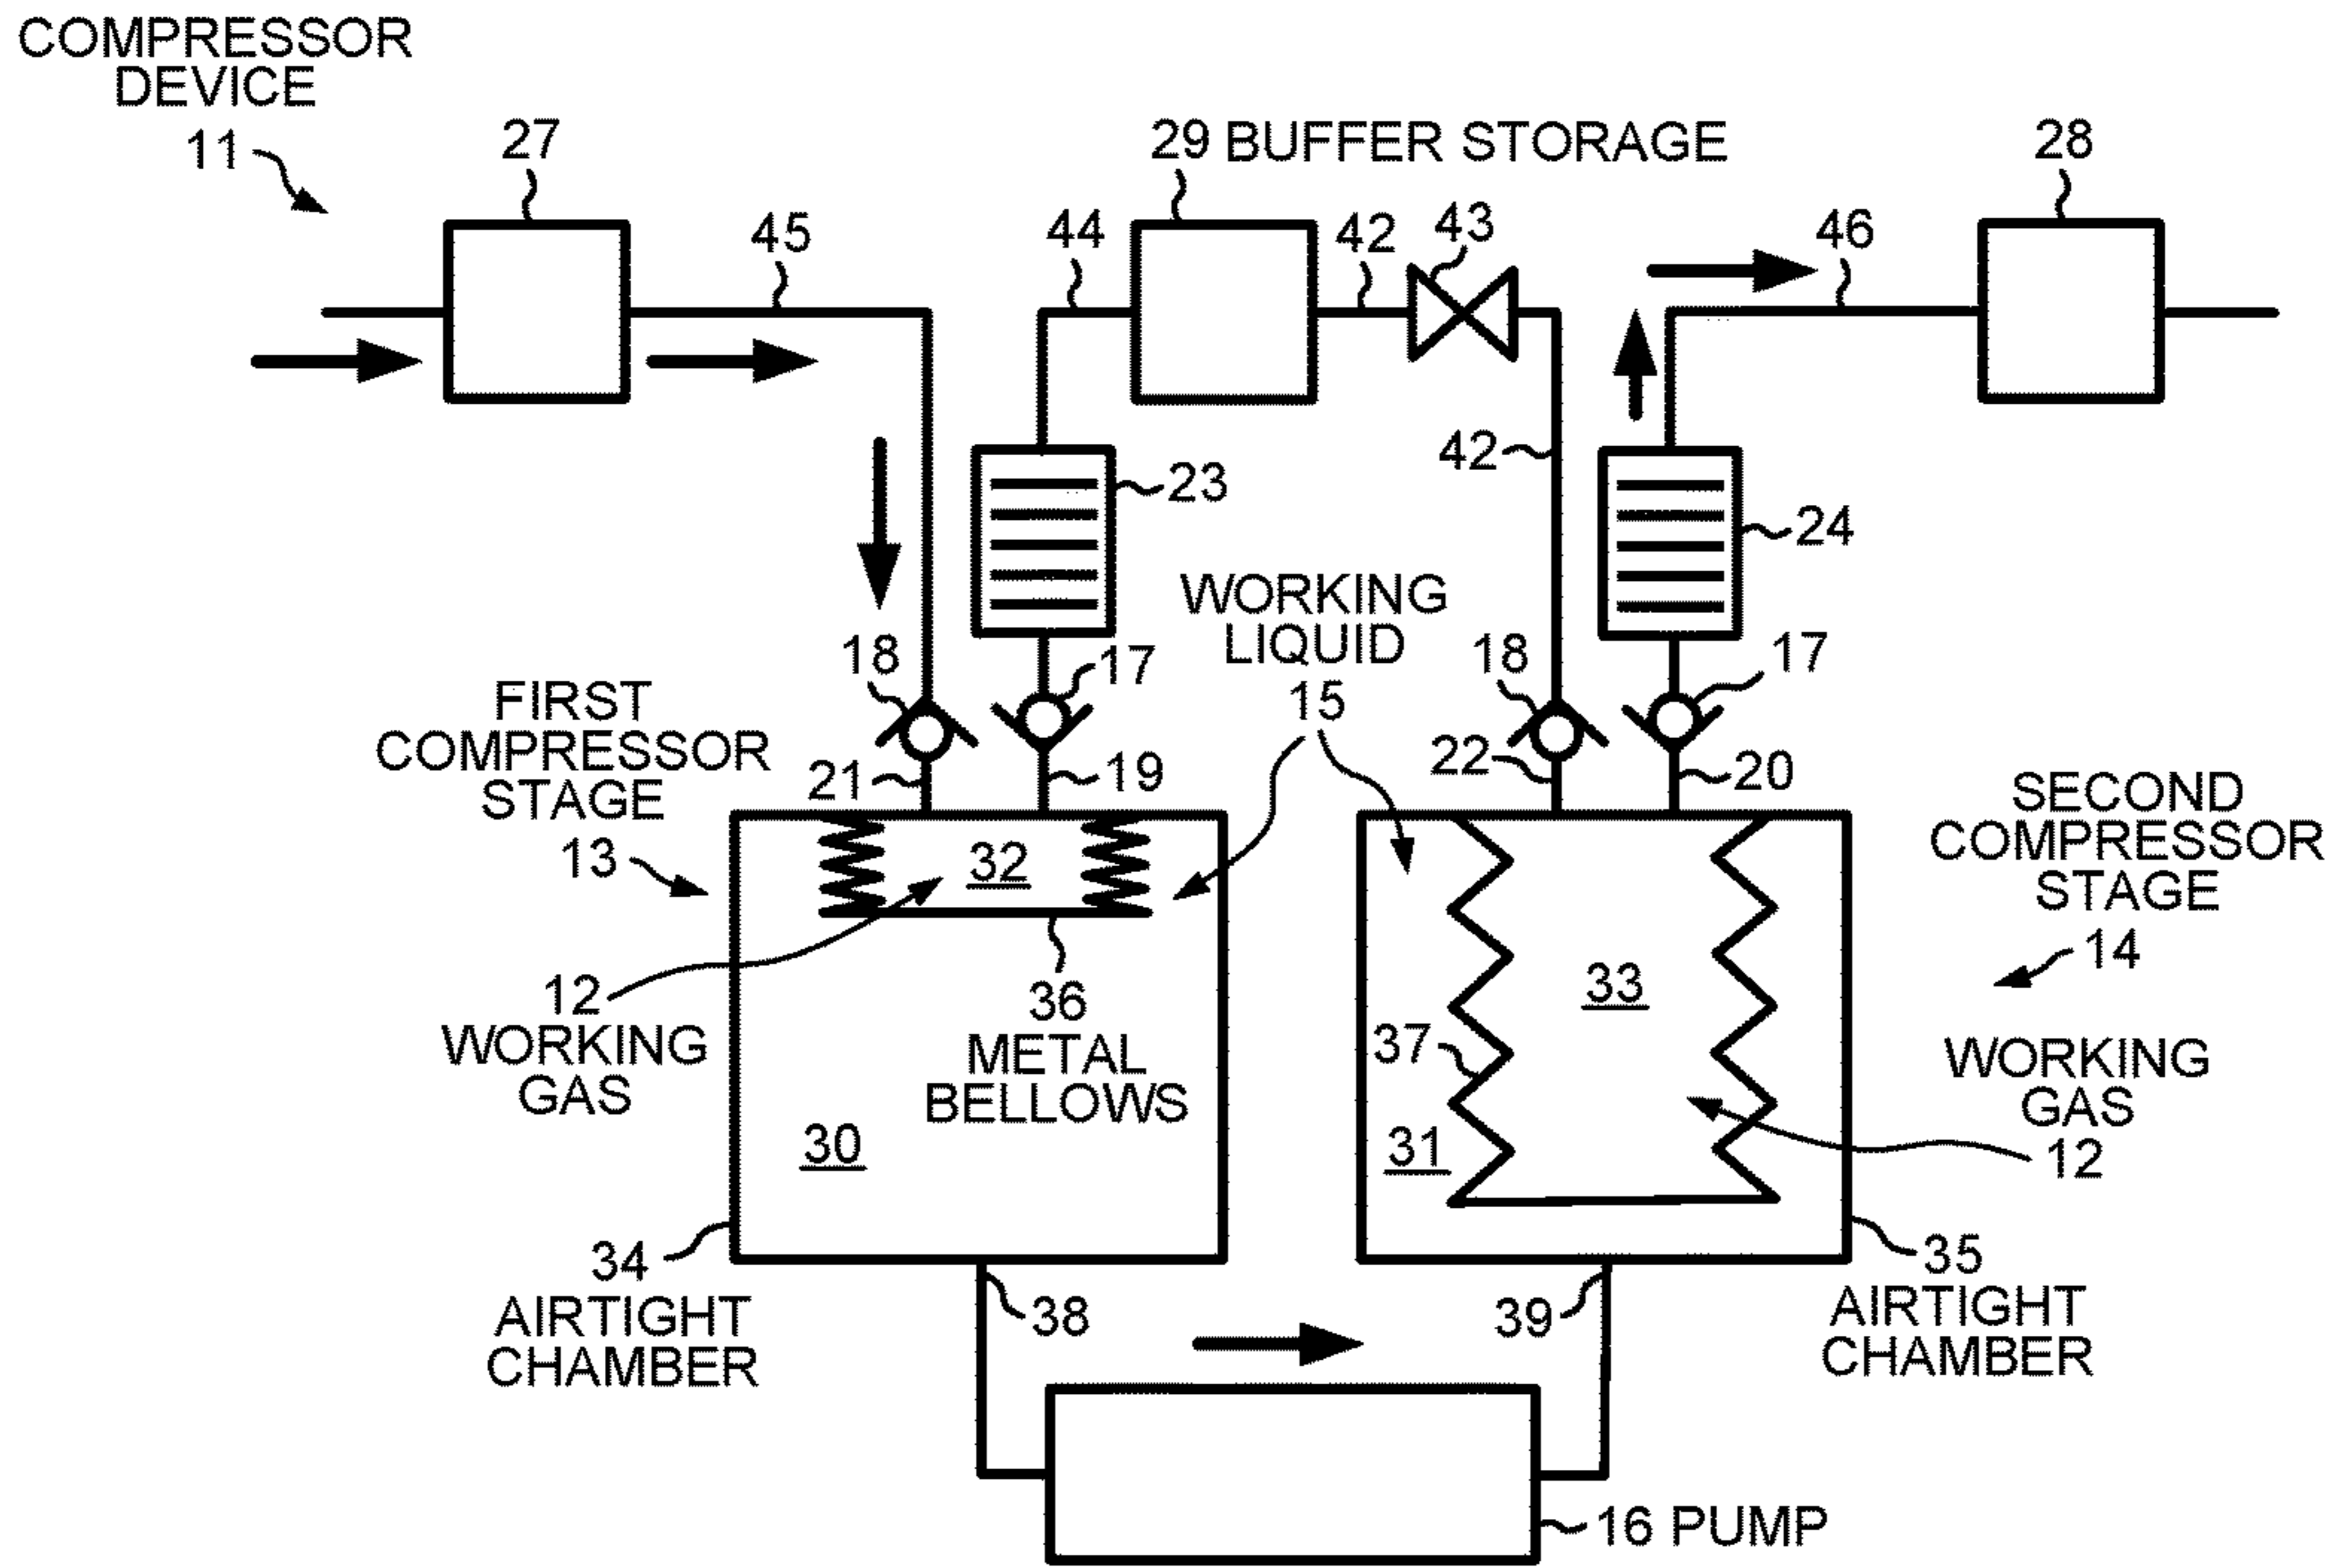 COMPRESSOR
DEVICE
11
27
45
44
29 BUFFER STORAGE
42
43
46
28
42
23
24
WORKING
LIQUID
15
18
17
18
17
FIRST
COMPRESSOR
STAGE
13
21
19
22
20
SECOND
COMPRESSOR
STAGE
14
32
33
12
WORKING
GAS
36
METAL
BELLOWS
37
WORKING
GAS
12
30
31
34
AIRTIGHT
CHAMBER
38
39
35
AIRTIGHT
CHAMBER
16 PUMP